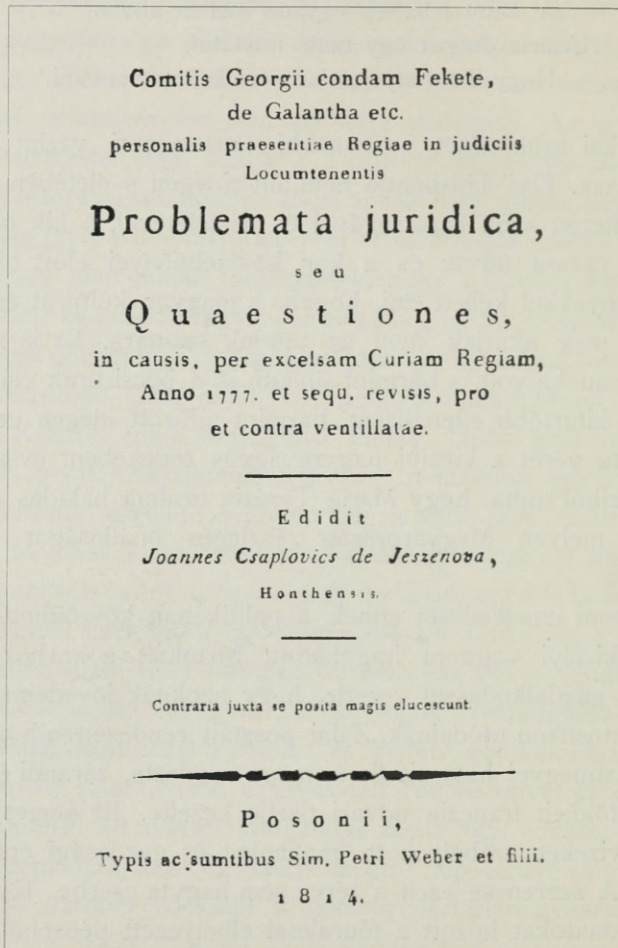 Comitis Georgii condam Fekete,
de Galantha etc.
personalis praesentiae Regiae in judiciis
Locumtenentis
Problemata juridica,
seu
Quaestiones,
in causis, per excelsam Curiam Regiam,
Anno 1777. et sequ. revisis, pro
et contra ventillatae.
Edidit
Joannes Csaplovics de Jeszenova,
Honthensis.
Contraria juxta se posita magis elucescunt.
Posonii,
Typis ac sumtibus Sim. Petri Weber et filii.
1814.